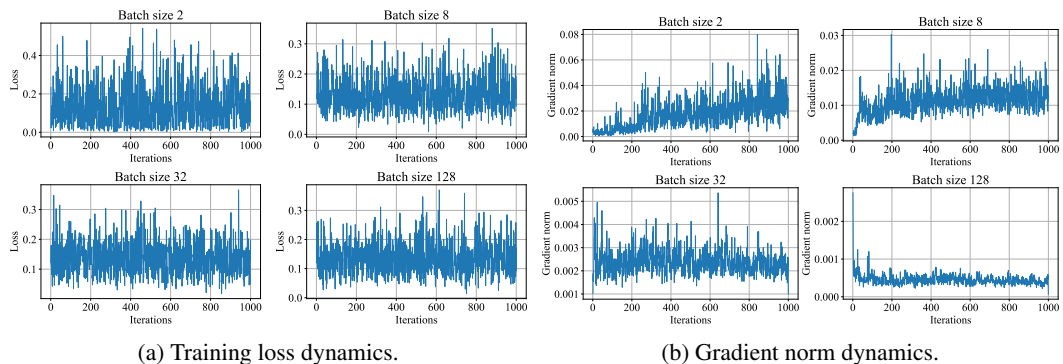 Batch size 2
Loss
0.4
0.2
0.0
0 200 400 600 800 1000
Iterations
Batch size 8
Loss
0.3
0.2
0.1
0.0
0 200 400 600 800 1000
Iterations
Batch size 32
Loss
0.3
0.2
0.1
0 200 400 600 800 1000
Iterations
Batch size 128
Loss
0.3
0.2
0.1
0.0
0 200 400 600 800 1000
Iterations
(a) Training loss dynamics.
Batch size 2
Gradient norm
0.08
0.06
0.04
0.02
0.00
0 200 400 600 800 1000
Iterations
Batch size 8
Gradient norm
0.03
0.02
0.01
0.00
0 200 400 600 800 1000
Iterations
Batch size 32
Gradient norm
0.005
0.004
0.003
0.002
0.001
0 200 400 600 800 1000
Iterations
Batch size 128
Gradient norm
0.002
0.001
0.000
0 200 400 600 800 1000
Iterations
(b) Gradient norm dynamics.